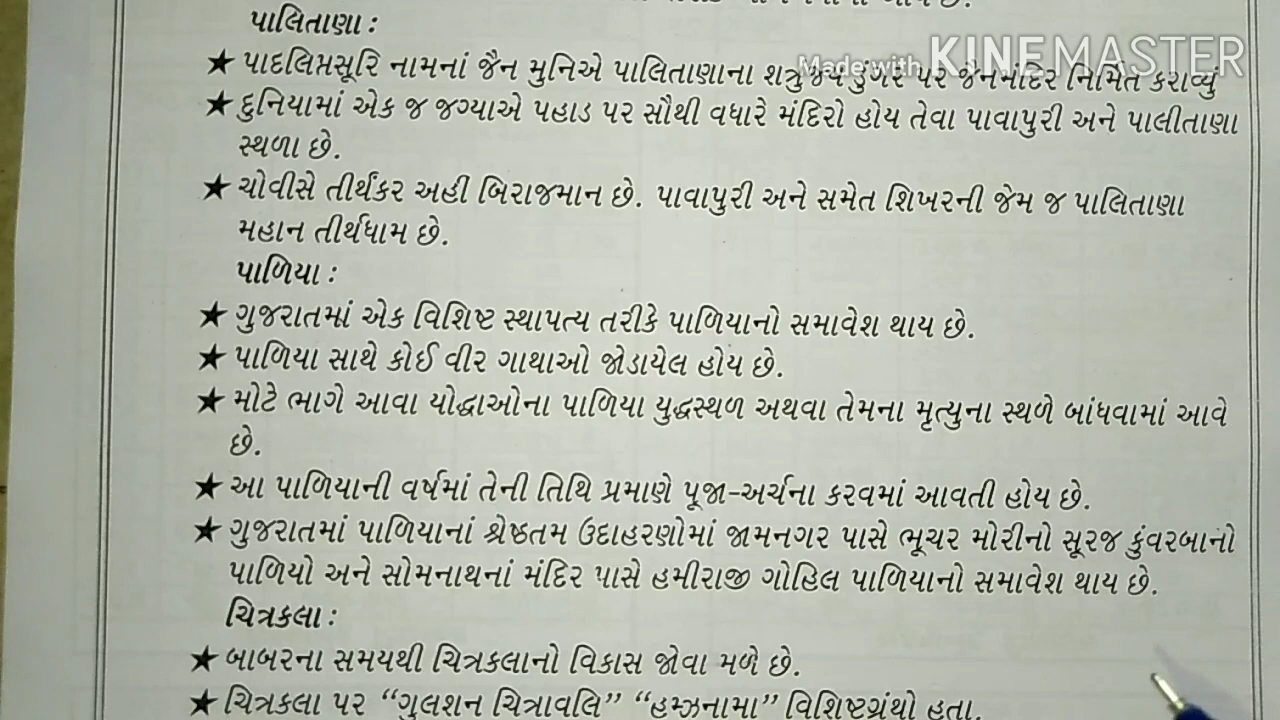 પાલિતાણા :
Made with KINEMASTER
★ પાદલિપ્તસૂરિ નામનાં જૈન મુનિએ પાલિતાણાના શત્રુંજય ડુંગર પર જૈનમંદિર નિર્મિત કરાવ્યું
★ દુનિયામાં એક જ જગ્યાએ પહાડ પર સૌથી વધારે મંદિરો હોય તેવા પાવાપુરી અને પાલીતાણા
સ્થળા છે.
★ ચોવીસે તીર્થંકર અહીં બિરાજમાન છે. પાવાપુરી અને સમેત શિખરની જેમ જ પાલિતાણા
મહાન તીર્થધામ છે.
પાળિયા :
★ ગુજરાતમાં એક વિશિષ્ટ સ્થાપત્ય તરીકે પાળિયાનો સમાવેશ થાય છે.
★ પાળિયા સાથે કોઈ વીર ગાથાઓ જોડાયેલ હોય છે.
★ મોટે ભાગે આવા યોદ્ધાઓના પાળિયા યુદ્ધસ્થળ અથવા તેમના મૃત્યુના સ્થળે બાંધવામાં આવે
છે.
★ આ પાળિયાની વર્ષમાં તેની તિથિ પ્રમાણે પૂજા-અર્ચના કરવમાં આવતી હોય છે.
★ ગુજરાતમાં પાળિયાનાં શ્રેષ્ઠતમ ઉદાહરણોમાં જામનગર પાસે ભૂચર મોરીનો સૂરજ કુંવરબાનો
પાળિયો અને સોમનાથનાં મંદિર પાસે હમીરાજી ગોહિલ પાળિયાનો સમાવેશ થાય છે.
ચિત્રકલા :
★ બાબરના સમયથી ચિત્રકલાનો વિકાસ જોવા મળે છે.
★ ચિત્રકલા પર “ગુલશન ચિત્રાવલિ” “હમ્ઝનામા” વિશિષ્ટગ્રંથો હતા.